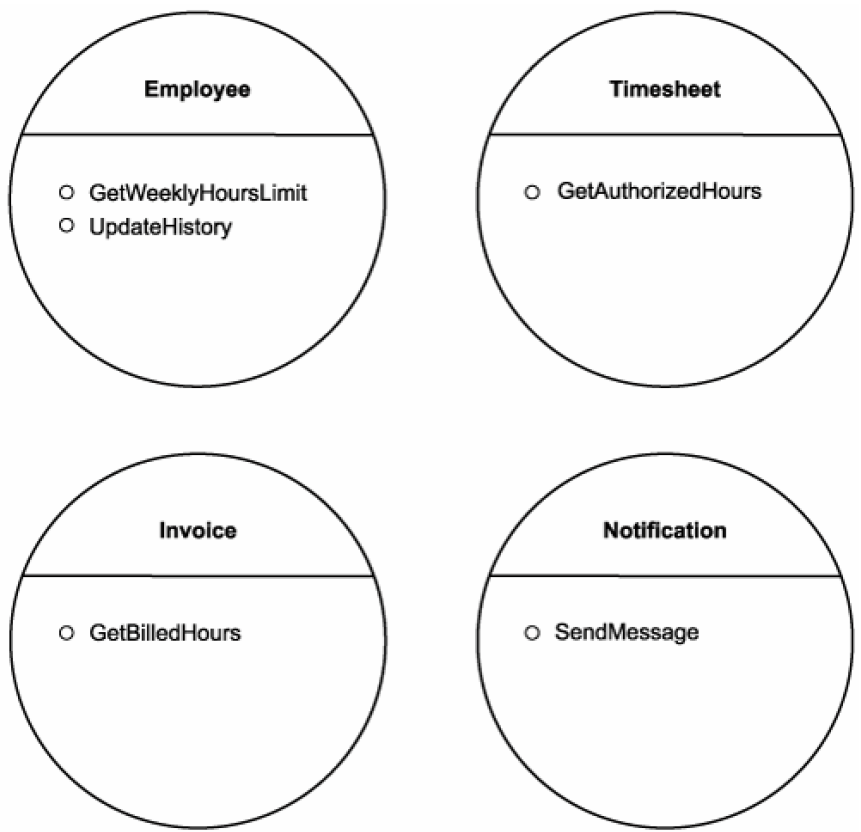 Employee
GetWeeklyHoursLimit
UpdateHistory
Timesheet
GetAuthorizedHours
Invoice
GetBilledHours
Notification
SendMessage